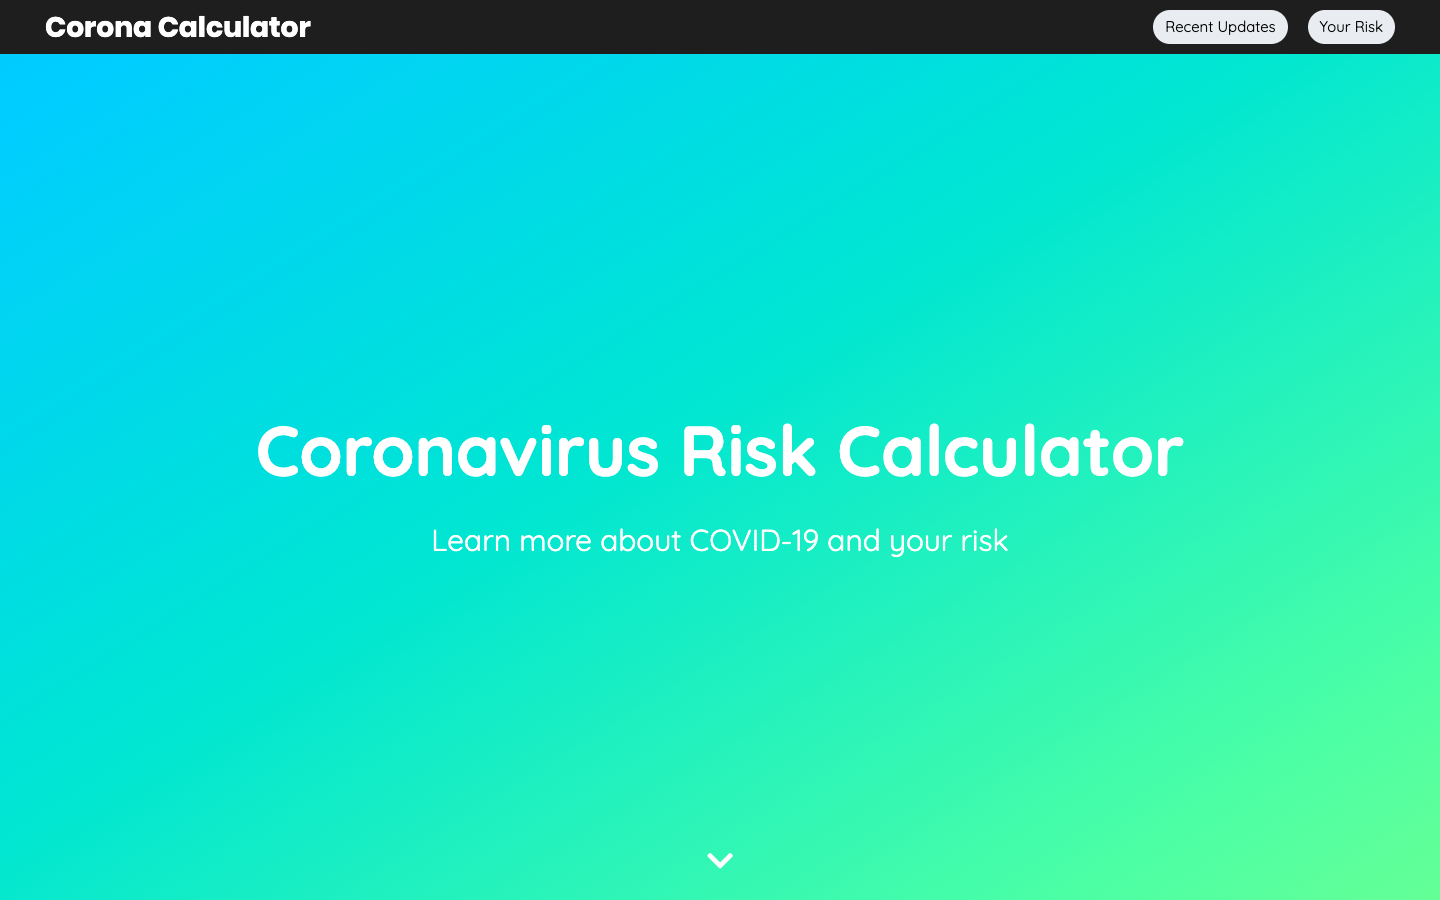 Corona Calculator
Recent Updates
Your Risk
Coronavirus Risk Calculator
Learn more about COVID-19 and your risk